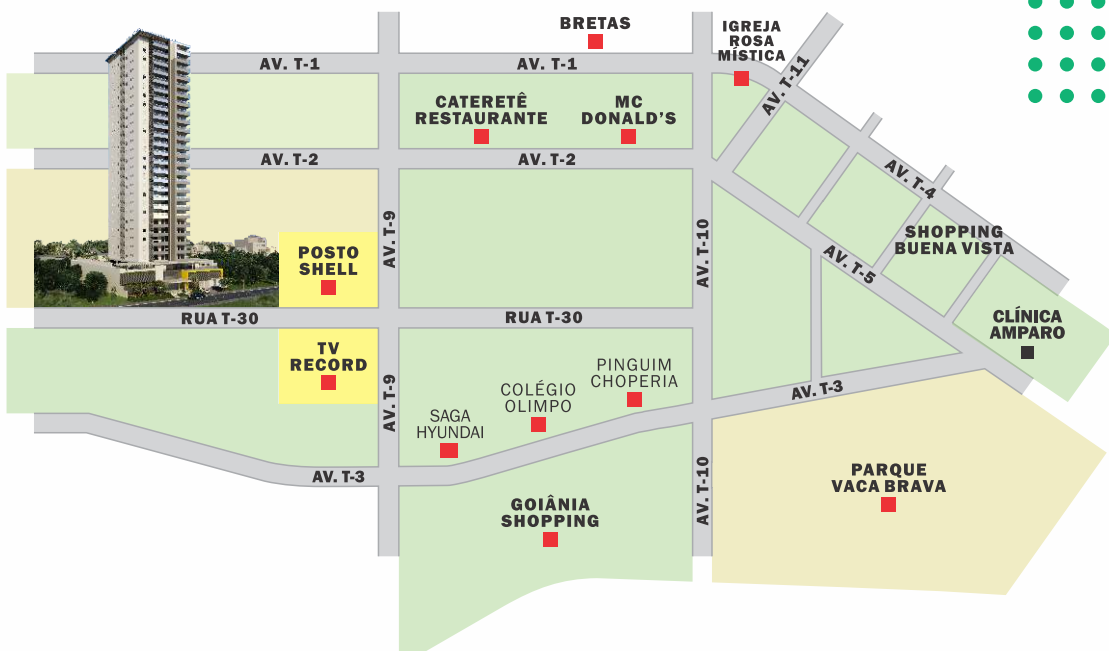 BRETAS
IGREJA
ROSA
MÍSTICA
AV. T-1
AV. T-1
AV. T-11
CATERETÊ
RESTAURANTE
MC
DONALD'S
AV. T-2
AV. T-2
AV. T-4
AV. T-9
AV. T-10
SHOPPING
BUENA VISTA
AV. T-5
POSTO
SHELL
RUA T-30
RUA T-30
CLÍNICA
AMPARO
TV
RECORD
PINGUIM
CHOPERIA
COLÉGIO
OLIMPO
AV. T-3
AV. T-9
SAGA
HYUNDAI
AV. T-3
AV. T-10
PARQUE
VACA BRAVA
GOIÂNIA
SHOPPING